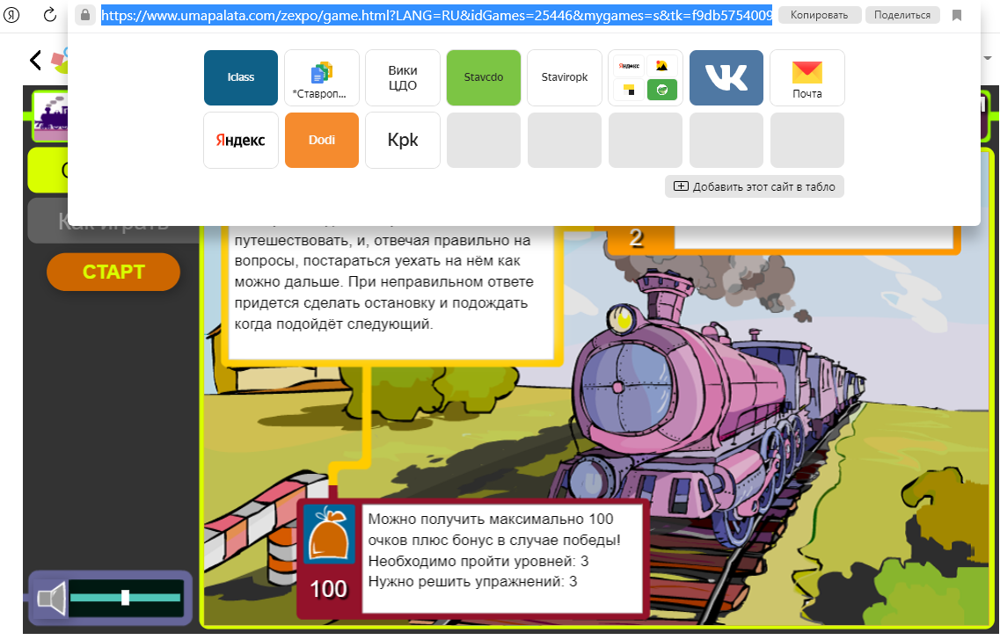 https://www.umapalata.com/zexpo/game.html?LANG=RU&idGames=25446&mygames=s&tk=f9db5754009
Копировать
Поделиться
Iclass
*Ставроп...
Вики
ЦДО
Stavcdo
Staviropk
Яндекс
Почта
Яндекс
Dodi
Kpk
Добавить этот сайт в табло
Как играть
СТАРТ
путешествовать, и, отвечая правильно на
вопросы, постараться уехать на нём как
можно дальше. При неправильном ответе
придется сделать остановку и подождать
когда подойдёт следующий.
2
Можно получить максимально 100
очков плюс бонус в случае победы!
Необходимо пройти уровней: 3
Нужно решить упражнений: 3
100